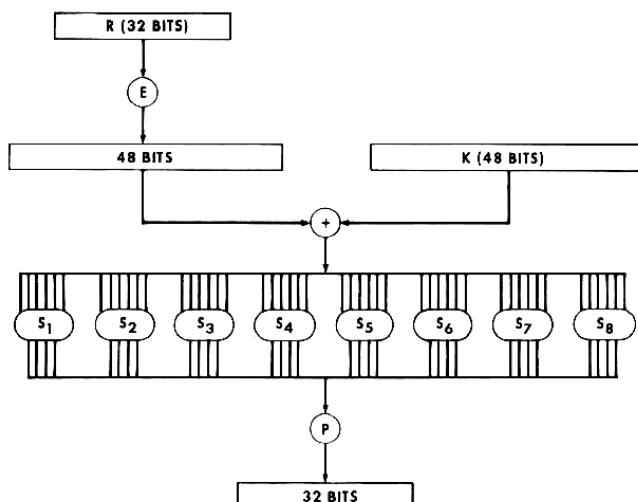 R (32 BITS)
E
48 BITS
K (48 BITS)
+
S1 S2 S3 S4 S5 S6 S7 S8
P
32 BITS